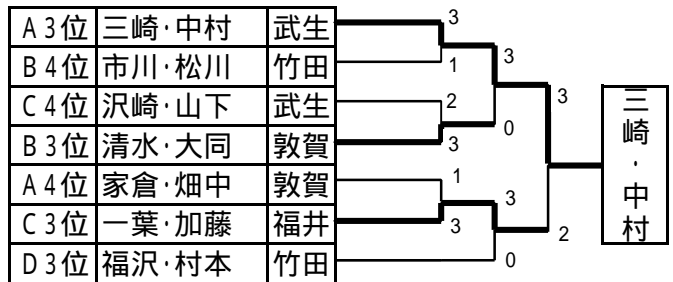 A3位 三崎・中村 武生
B4位 市川・松川 竹田
C4位 沢崎・山下 武生
B3位 清水・大同 敦賀
A4位 家倉・畑中 敦賀
C3位 一葉・加藤 福井
D3位 福沢・村本 竹田
3
1
3
2
3
0
3
1
3
3
0
2
三崎・中村